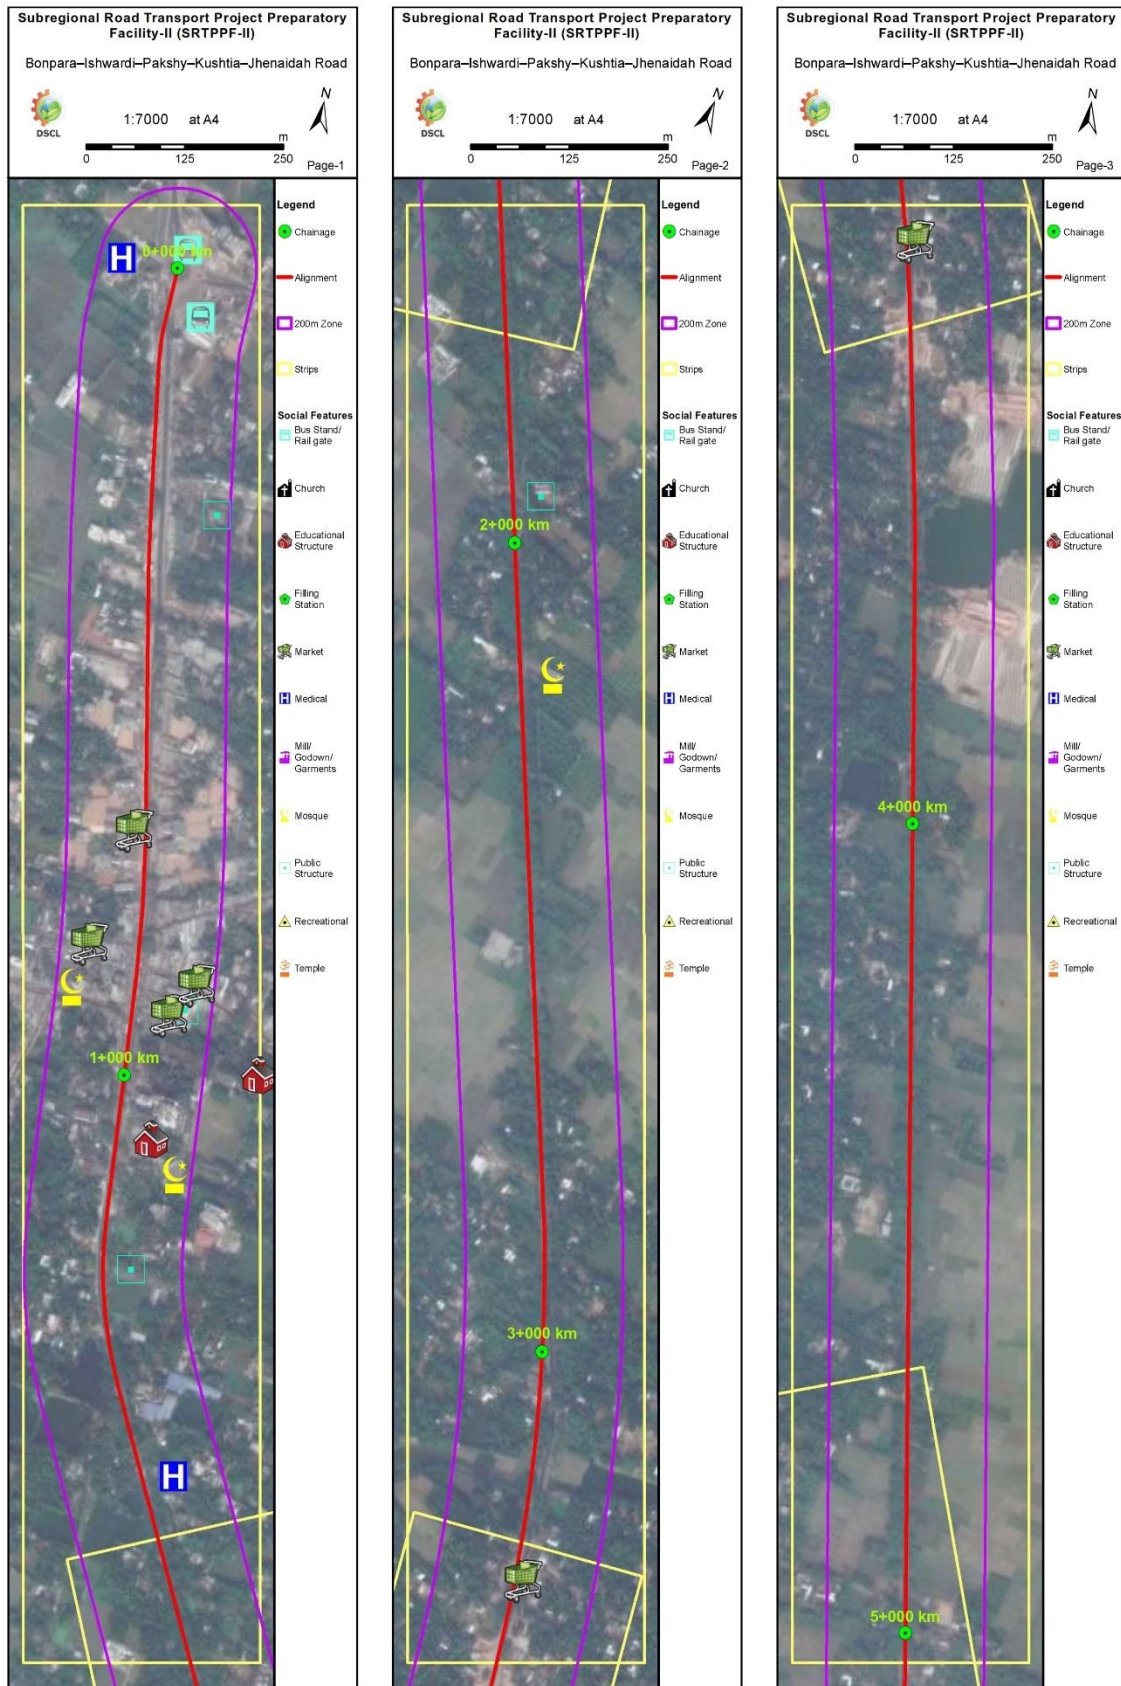 Subregional Road Transport Project Preparatory
Facility-II (SRTPPF-II)
Bonpara–Ishwardi–Pakshy–Kushtia–Jhenaidah Road
DSCL
1:7000 at A4
N
m
0 125 250
Page-1
0+000 km
1+000 km
Legend
Chainage
Alignment
200m Zone
Strips
Social Features
Bus Stand/
Rail gate
Church
Educational
Structure
Filling
Station
Market
Medical
Mill/
Godown/
Garments
Mosque
Public
Structure
Recreational
Temple
Subregional Road Transport Project Preparatory
Facility-II (SRTPPF-II)
Bonpara–Ishwardi–Pakshy–Kushtia–Jhenaidah Road
DSCL
1:7000 at A4
N
m
0 125 250
Page-2
2+000 km
3+000 km
Legend
Chainage
Alignment
200m Zone
Strips
Social Features
Bus Stand/
Rail gate
Church
Educational
Structure
Filling
Station
Market
Medical
Mill/
Godown/
Garments
Mosque
Public
Structure
Recreational
Temple
Subregional Road Transport Project Preparatory
Facility-II (SRTPPF-II)
Bonpara–Ishwardi–Pakshy–Kushtia–Jhenaidah Road
DSCL
1:7000 at A4
N
m
0 125 250
Page-3
4+000 km
5+000 km
Legend
Chainage
Alignment
200m Zone
Strips
Social Features
Bus Stand/
Rail gate
Church
Educational
Structure
Filling
Station
Market
Medical
Mill/
Godown/
Garments
Mosque
Public
Structure
Recreational
Temple